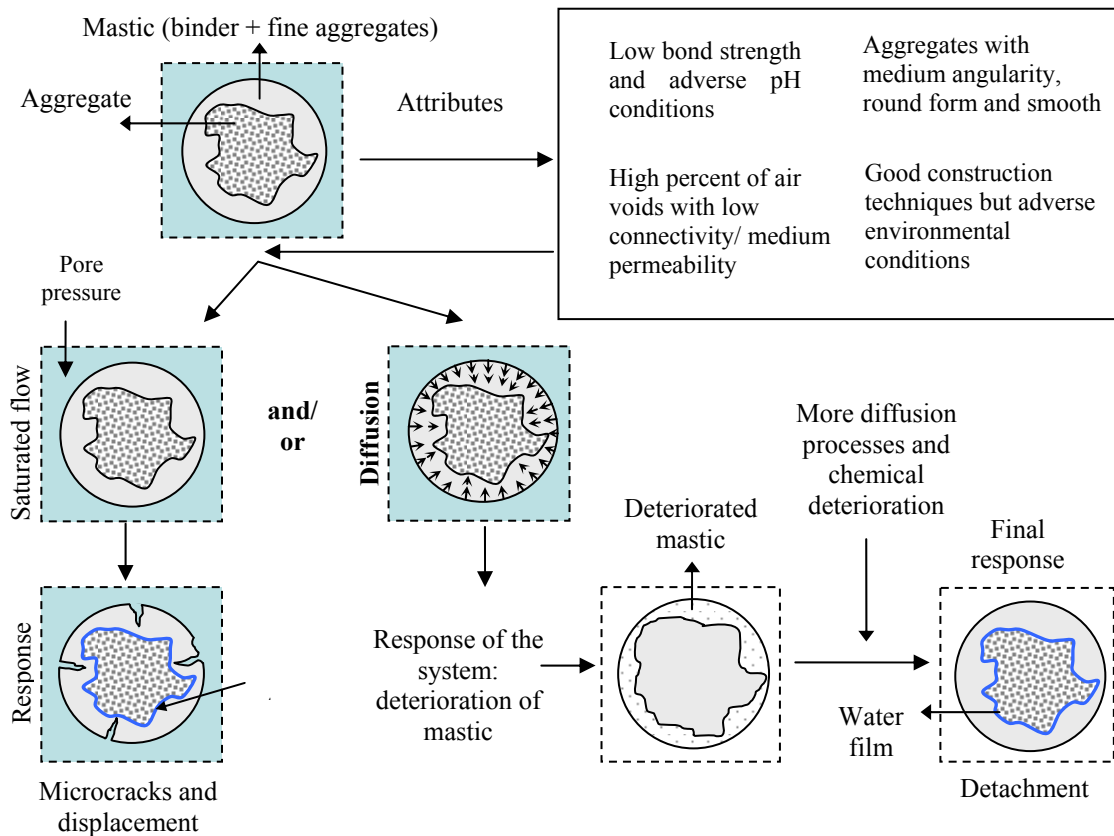 Mastic (binder + fine aggregates)
Aggregate
Attributes
Low bond strength
and adverse pH
conditions
Aggregates with
medium angularity,
round form and smooth
High percent of air
voids with low
connectivity/ medium
permeability
Good construction
techniques but adverse
environmental
conditions
Pore
pressure
Saturated flow
and/
or
Diffusion
More diffusion
processes and
chemical
deterioration
Response
Microcracks and
displacement
Response of the
system:
deterioration of
mastic
Deteriorated
mastic
Final
response
Water
film
Detachment